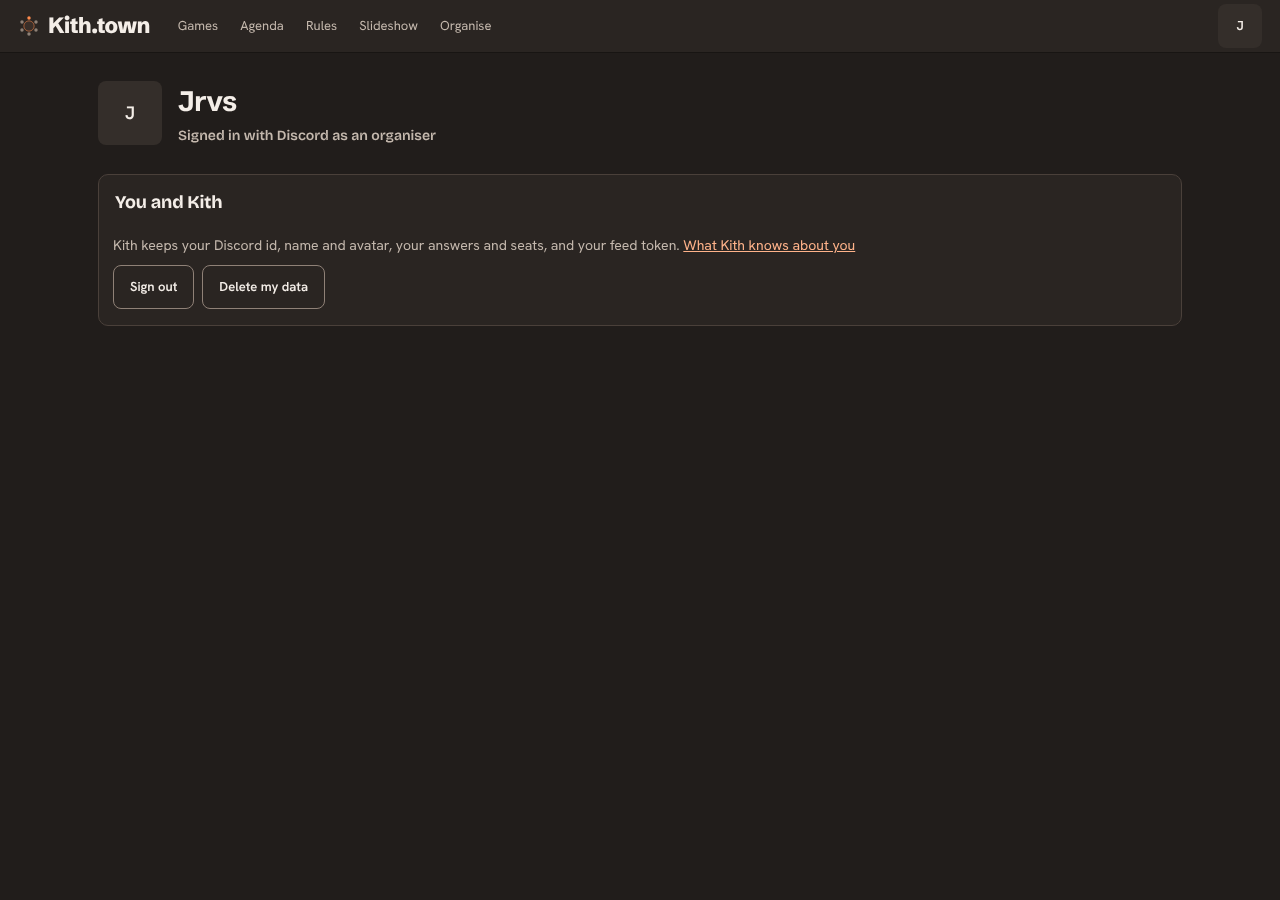 Kith.town
Games
Agenda
Rules
Slideshow
Organise
J
J
Jrvs
Signed in with Discord as an organiser
You and Kith
Kith keeps your Discord id, name and avatar, your answers and seats, and your feed token. What Kith knows about you
Sign out
Delete my data